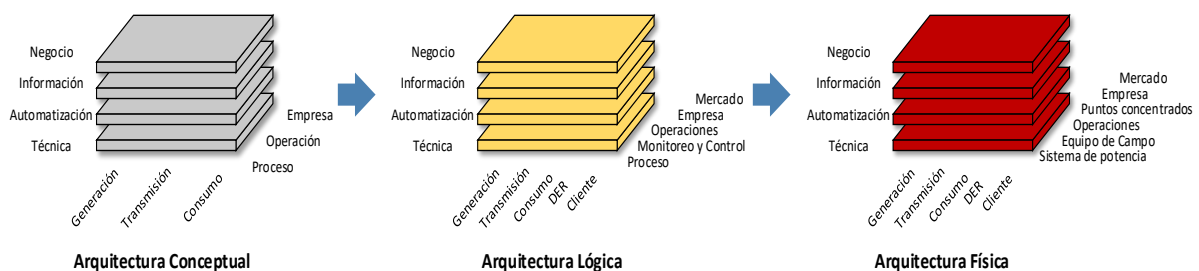 Negocio
Información
Automatización
Técnica
Empresa
Operación
Proceso
Generación
Transmisión
Consumo
Arquitectura Conceptual
Negocio
Información
Automatización
Técnica
Mercado
Empresa
Operaciones
Monitoreo y Control
Proceso
Generación
Transmisión
Consumo
DER
Cliente
Arquitectura Lógica
Negocio
Información
Automatización
Técnica
Mercado
Empresa
Puntos concentrados
Operaciones
Equipo de Campo
Sistema de potencia
Generación
Transmisión
Consumo
DER
Cliente
Arquitectura Física